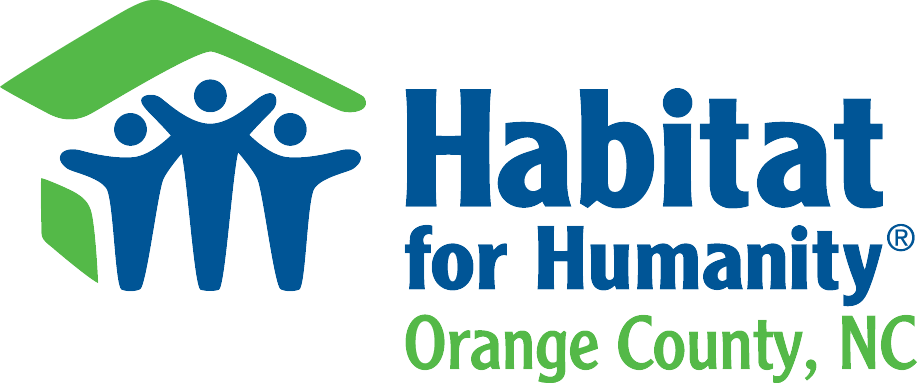 Habitat
for Humanity®
Orange County, NC